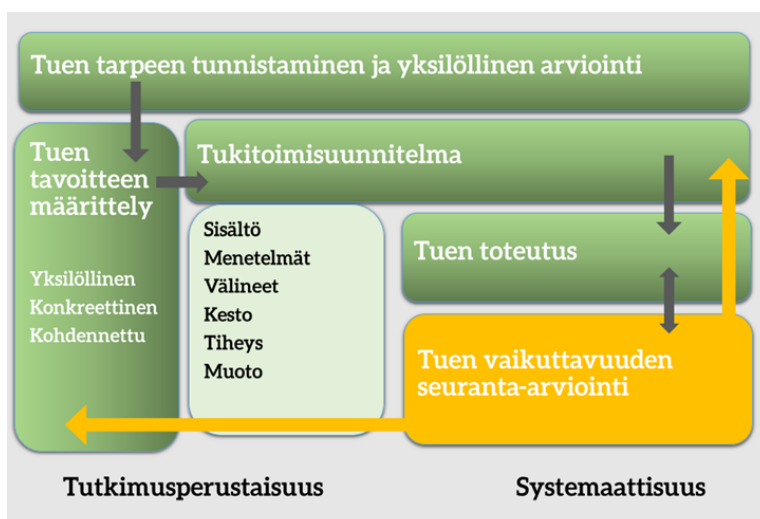 Tuen tarpeen tunnistaminen ja yksilöllinen arviointi
Tuen
tavoitteen
määrittely
Yksilöllinen
Konkreettinen
Kohdennettu
Tukitoimisuunnitelma
Sisältö
Menetelmät
Välineet
Kesto
Tiheys
Muoto
Tuen toteutus
Tuen vaikuttavuuden
seuranta-arviointi
Tutkimusperustaisuus
Systemaattisuus